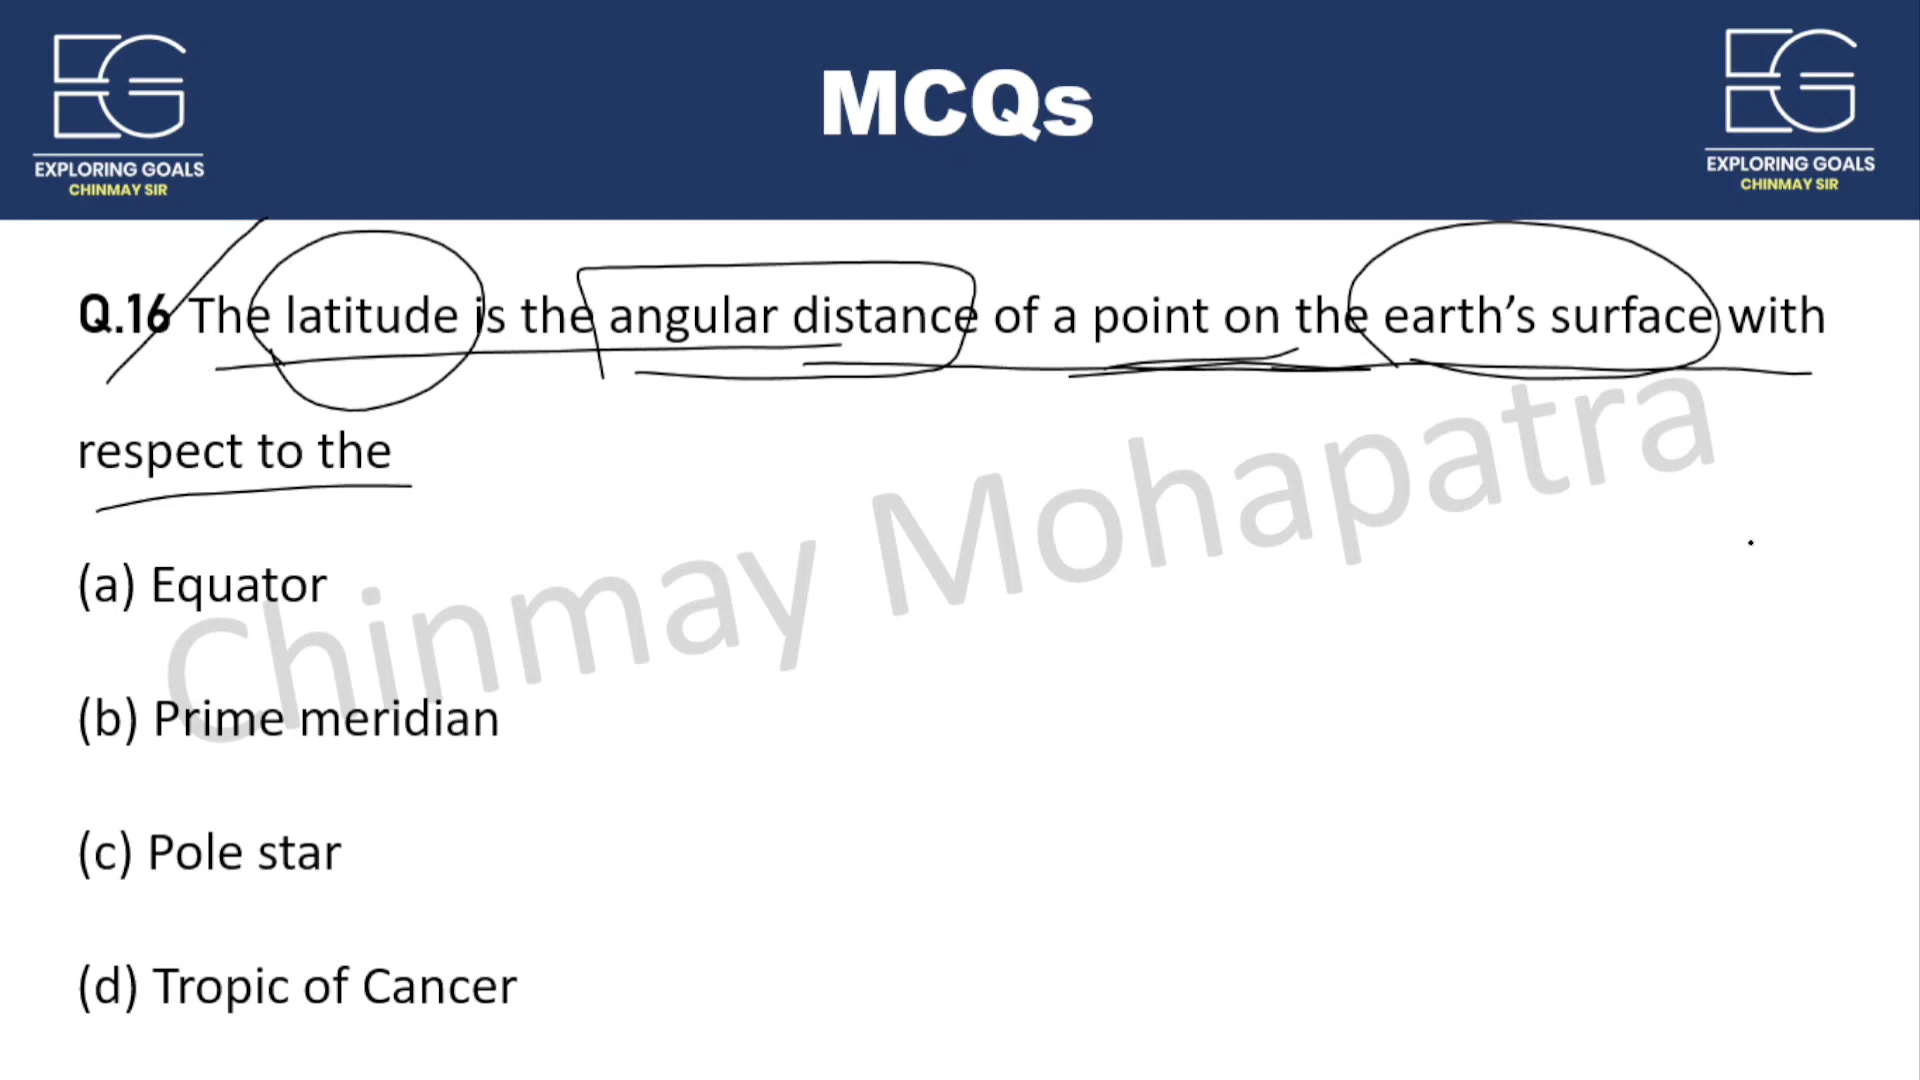 EXPLORING GOALS
CHINMAY SIR
MCQs
EXPLORING GOALS
CHINMAY SIR
Q.16 The latitude is the angular distance of a point on the earth’s surface with
respect to the
(a) Equator
(b) Prime meridian
(c) Pole star
(d) Tropic of Cancer
Chinmay Mohapatra